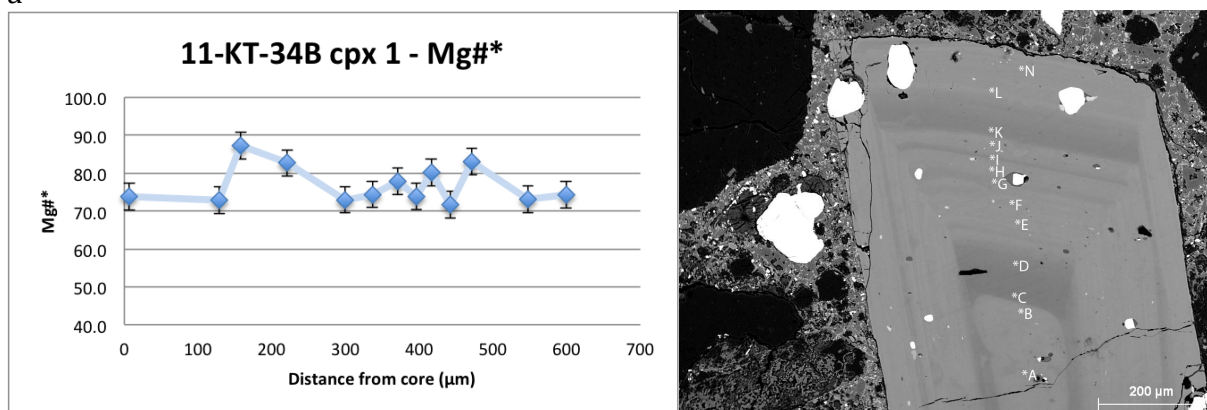 a
11-KT-34B cpx 1 - Mg#*
100.0
90.0
80.0
70.0
60.0
50.0
40.0
Mg#*
0 100 200 300 400 500 600 700
Distance from core (µm)
*N
*L
*K
*J
*I
*H
*G
*F
*E
*D
*C
*B
*A
200 µm